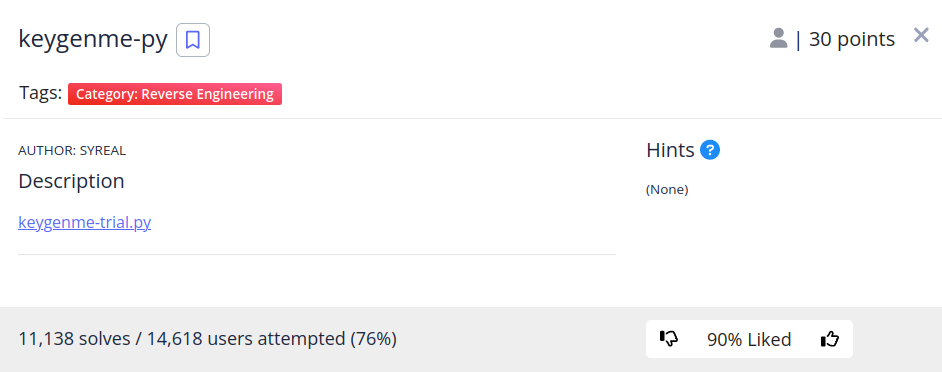 keygenme-py
| 30 points
Tags: Category: Reverse Engineering
AUTHOR: SYREAL
Hints ?
Description
(None)
keygenme-trial.py
11,138 solves / 14,618 users attempted (76%)
90% Liked